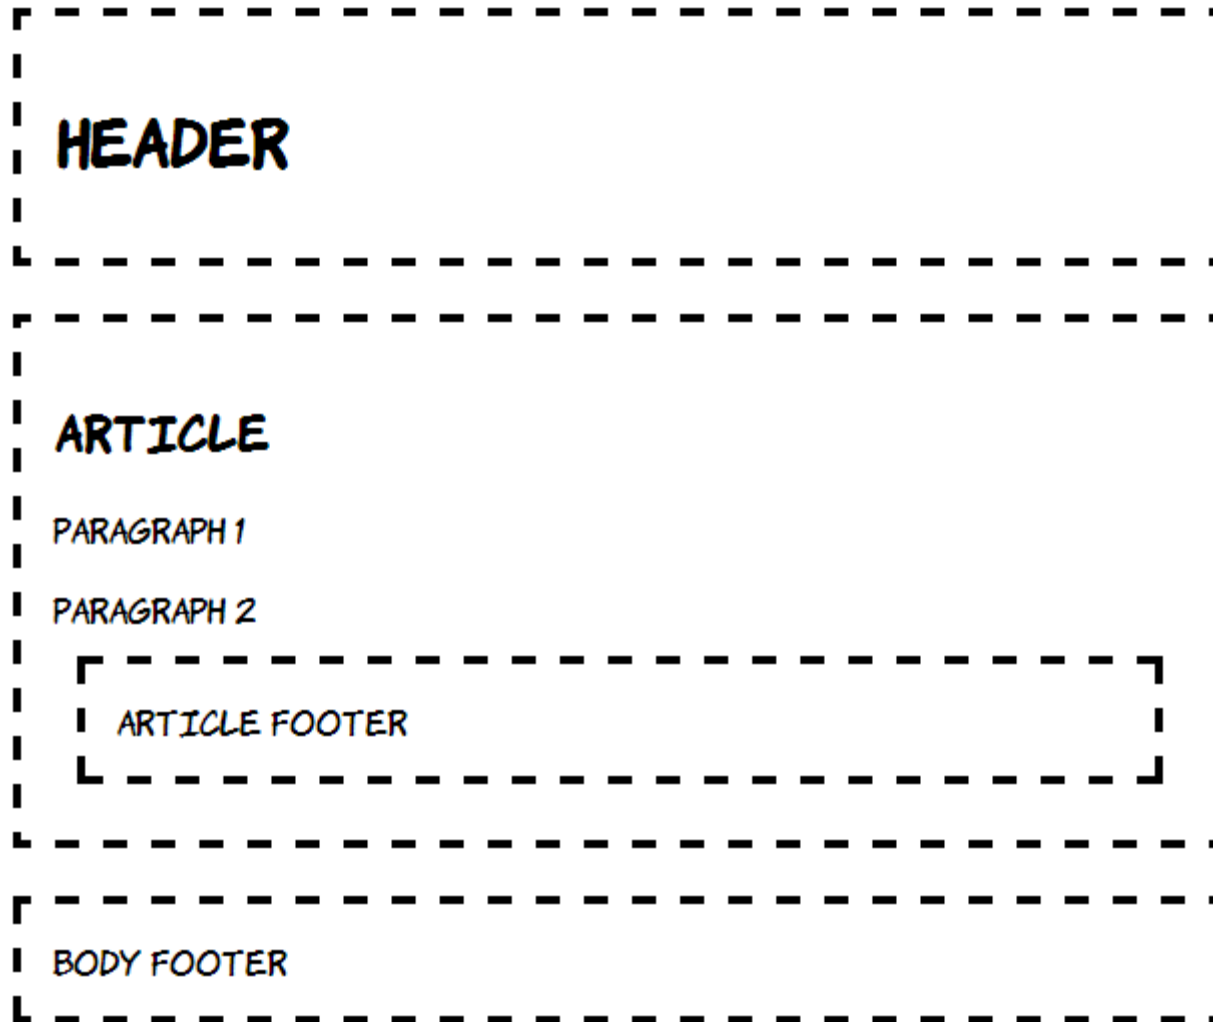 HEADER
ARTICLE
PARAGRAPH 1
PARAGRAPH 2
ARTICLE FOOTER
BODY FOOTER